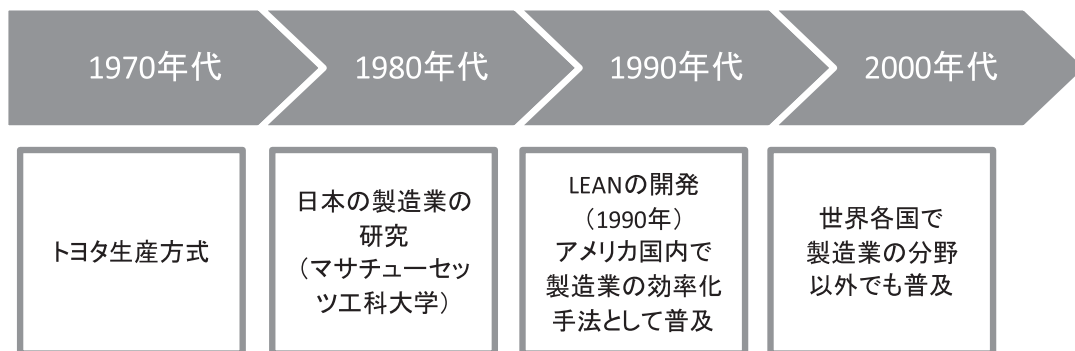 1970年代
1980年代
1990年代
2000年代
トヨタ生産方式
日本の製造業の
研究
（マサチューセッ
ツ工科大学）
LEANの開発
（1990年）
アメリカ国内で
製造業の効率化
手法として普及
世界各国で
製造業の分野
以外でも普及